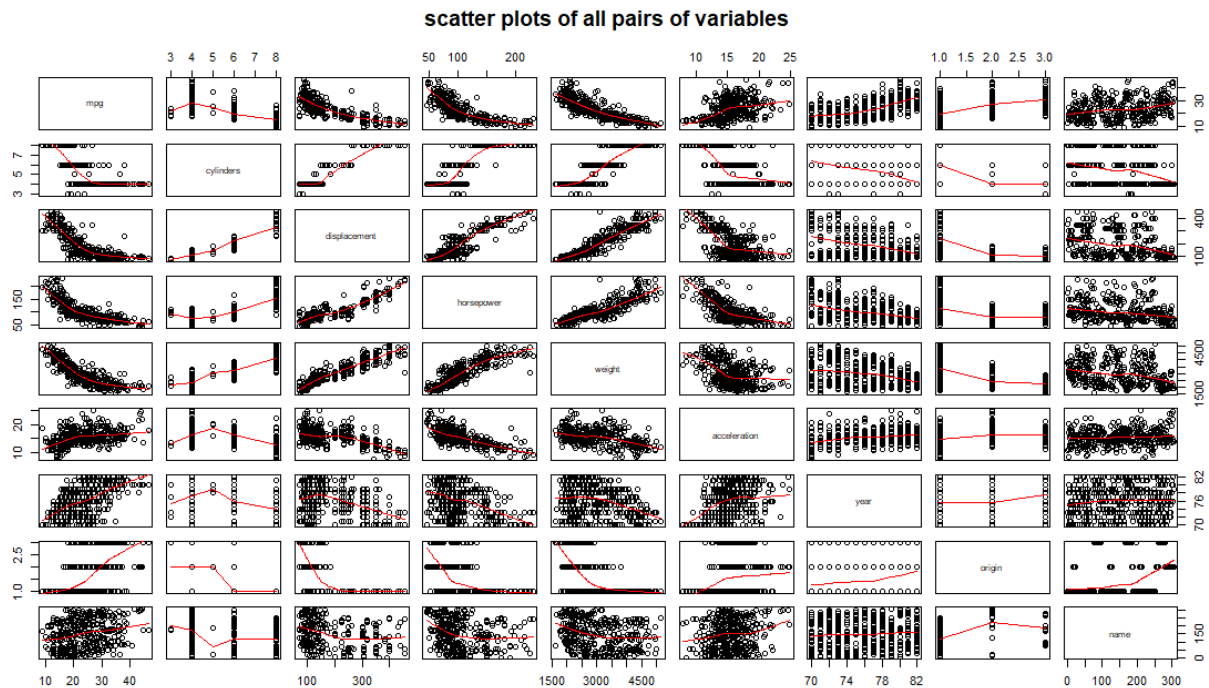 scatter plots of all pairs of variables
3 4 5 6 7 8
50 100 200
10 15 20 25
1.0 1.5 2.0 2.5 3.0
mpg
10 30
3 5 7
cylinders
displacement
100 400
50 150
horsepower
weight
1500 4500
10 20
acceleration
year
70 76 82
1.0 2.5
origin
name
0 150
10 20 30 40
100 300
1500 3000 4500
70 74 78 82
0 100 200 300